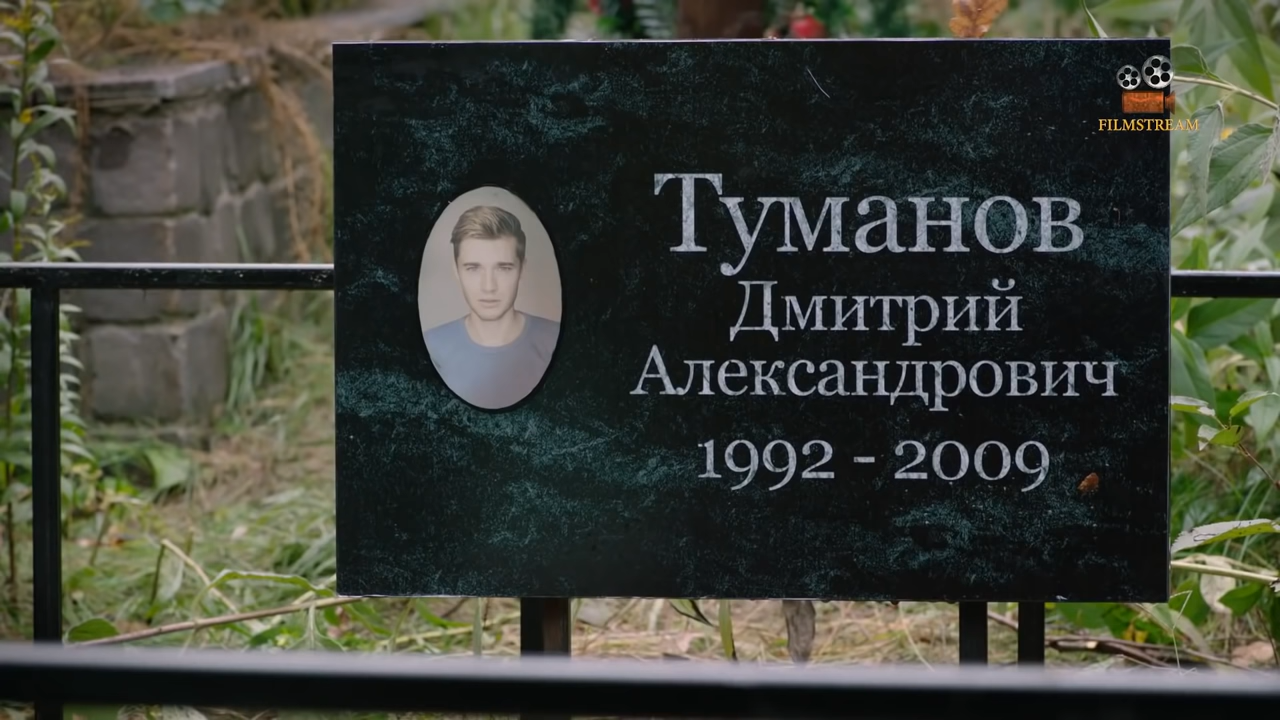 FILMSTREAM
Туманов
Дмитрий
Александрович
1992 - 2009